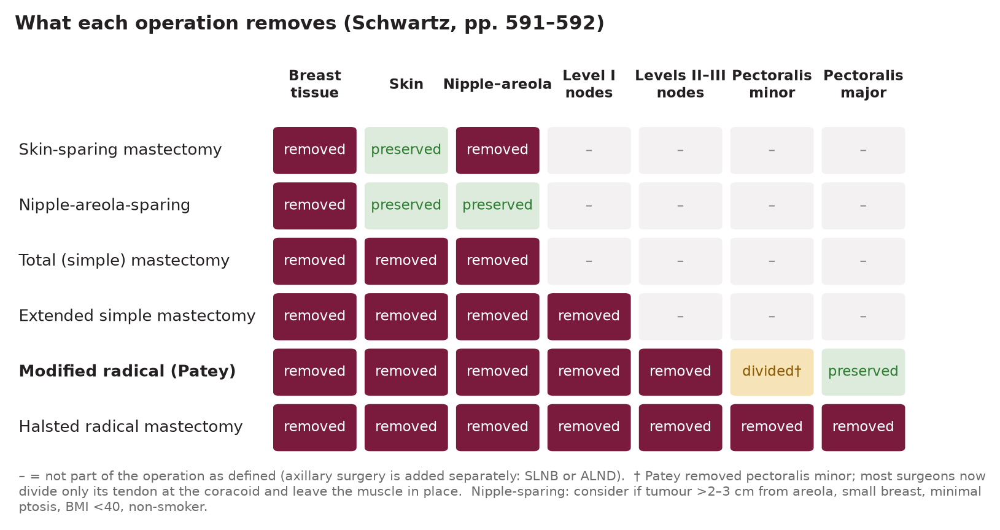 What each operation removes (Schwartz, pp. 591–592)
Breast tissue Skin Nipple–areola Level I nodes Levels II–III nodes Pectoralis minor Pectoralis major
Skin-sparing mastectomy removed preserved removed – – – –
Nipple-areola-sparing removed preserved preserved – – – –
Total (simple) mastectomy removed removed removed – – – –
Extended simple mastectomy removed removed removed removed – – –
Modified radical (Patey) removed removed removed removed removed divided† preserved
Halsted radical mastectomy removed removed removed removed removed removed removed
– = not part of the operation as defined (axillary surgery is added separately: SLNB or ALND). † Patey removed pectoralis minor; most surgeons now
divide only its tendon at the coracoid and leave the muscle in place. Nipple-sparing: consider if tumour >2–3 cm from areola, small breast, minimal
ptosis, BMI <40, non-smoker.